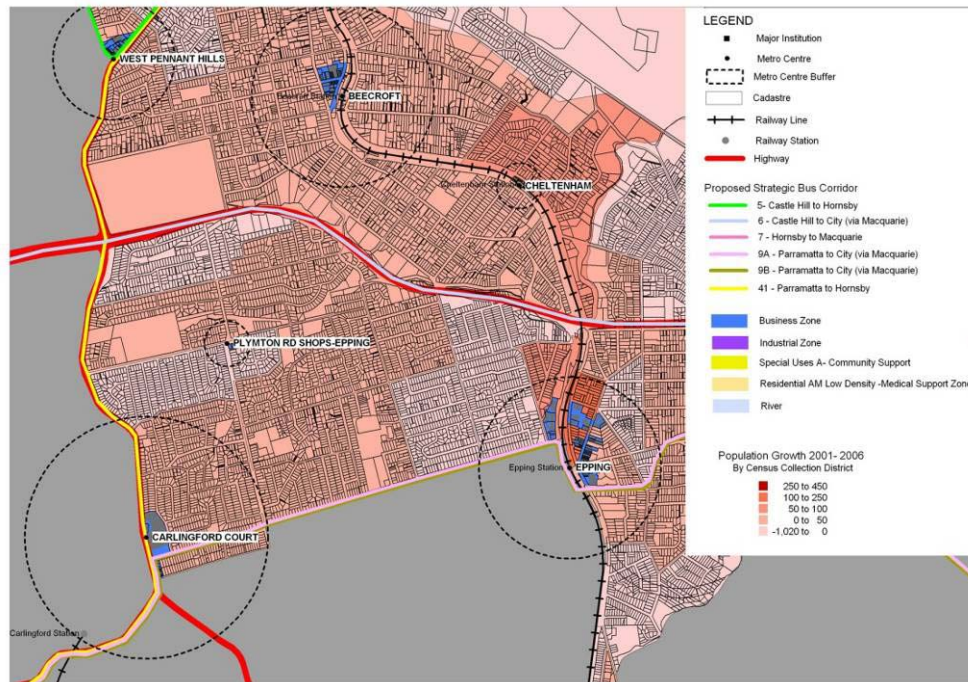 WEST PENNANT HILLS
BEECROFT
CHELTENHAM
PLYMTON RD SHOPS-EPPING
Epping Station
EPPING
CARLINGFORD COURT
Carlingford Station
LEGEND
Major Institution
Metro Centre
Metro Centre Buffer
Cadastre
Railway Line
Railway Station
Highway
Proposed Strategic Bus Corridor
5- Castle Hill to Hornsby
6 - Castle Hill to City (via Macquarie)
7 - Hornsby to Macquarie
9A - Parramatta to City (via Macquarie)
9B - Parramatta to City (via Macquarie)
41 - Parramatta to Hornsby
Business Zone
Industrial Zone
Special Uses A- Community Support
Residential AM Low Density -Medical Support Zone
River
Population Growth 2001- 2006
By Census Collection District
250 to 450
100 to 250
50 to 100
0 to 50
-1,020 to 0